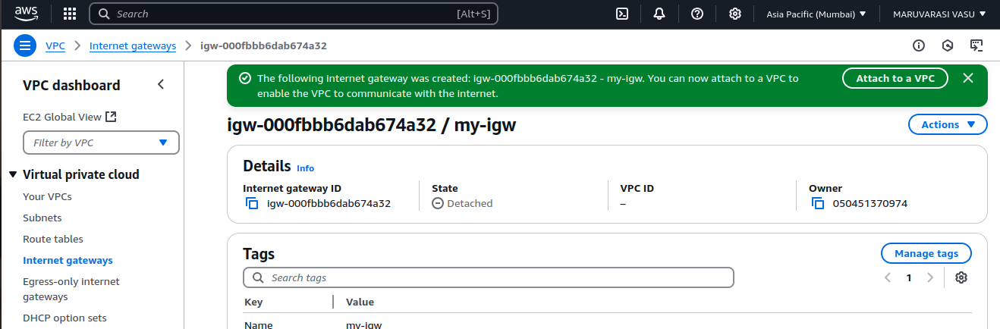 aws
Search [Alt+S]
Asia Pacific (Mumbai)
MARUVARASI VASU
VPC > Internet gateways > igw-000fbbb6dab674a32
VPC dashboard
EC2 Global View
Filter by VPC
Virtual private cloud
Your VPCs
Subnets
Route tables
Internet gateways
Egress-only internet
gateways
DHCP option sets
The following internet gateway was created: igw-000fbbb6dab674a32 - my-igw. You can now attach to a VPC to
enable the VPC to communicate with the internet.
Attach to a VPC
igw-000fbbb6dab674a32 / my-igw
Actions
Details Info
Internet gateway ID
igw-000fbbb6dab674a32
State
Detached
VPC ID
–
Owner
050451370974
Tags
Manage tags
Search tags
1
Key Value
Name my-igw